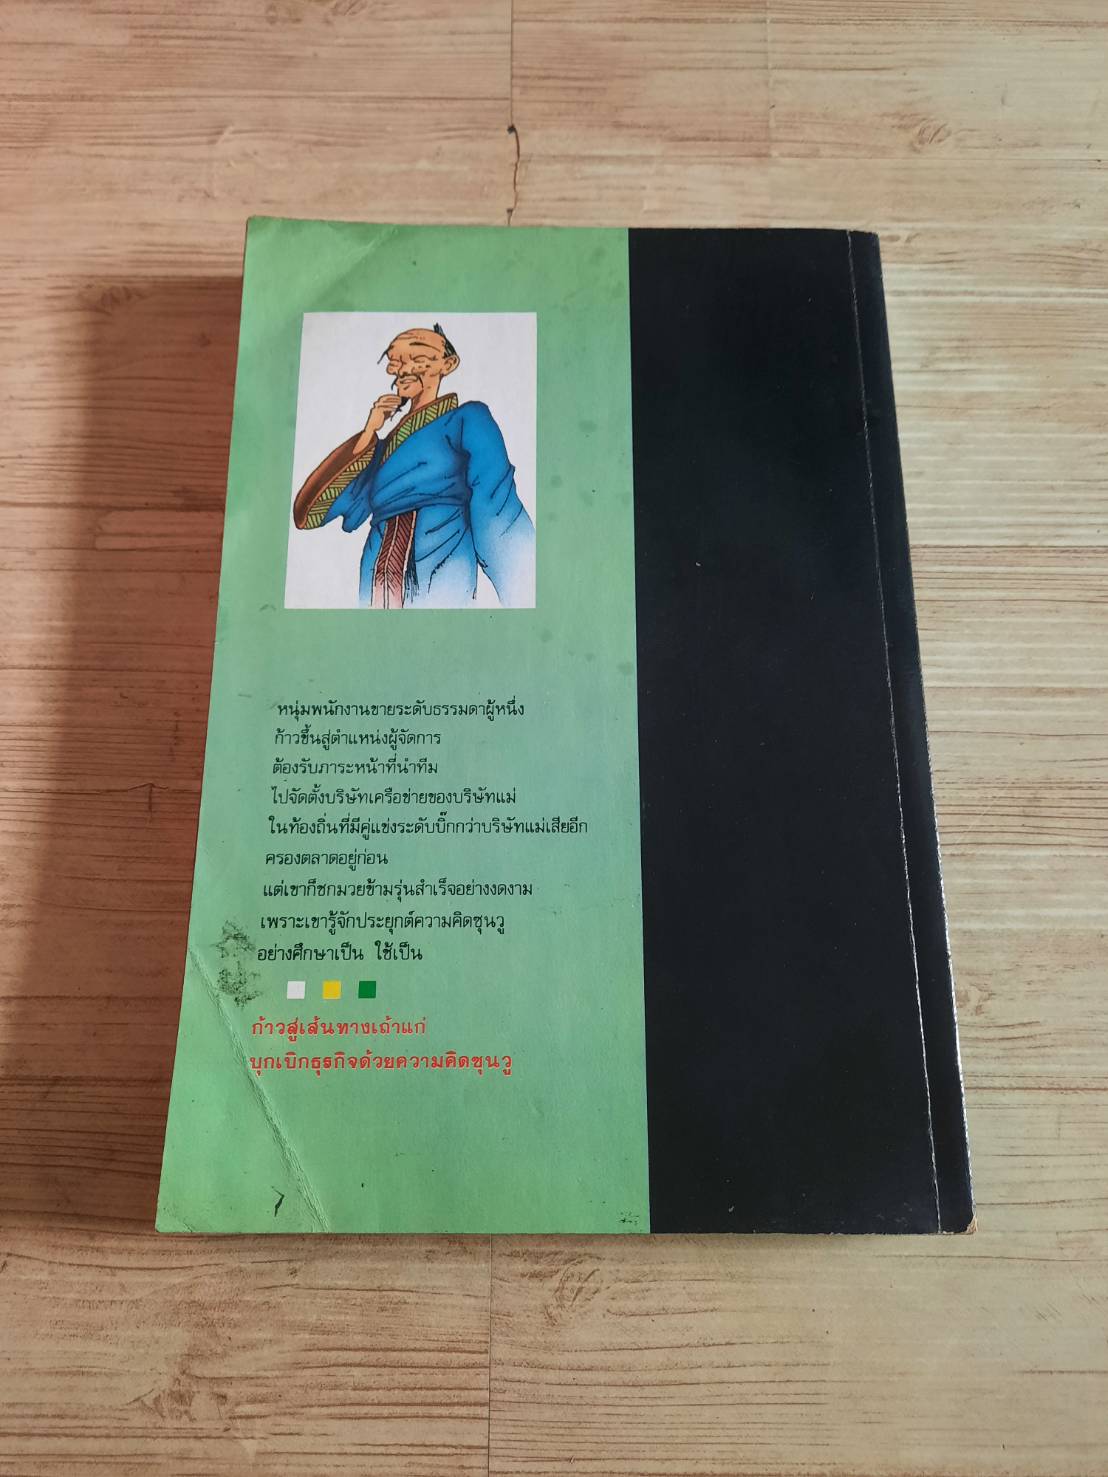 หนุ่มพนักงานขายระดับธรรมดาผู้หนึ่ง
ก้าวขึ้นสู่ตำแหน่งผู้จัดการ
ต้องรับภาระหน้าที่นำทีม
ไปจัดตั้งบริษัทเครือข่ายของบริษัทแม่
ในท้องถิ่นที่มีคู่แข่งระดับบิ๊กกว่าบริษัทแม่เสียอีก
ครองตลาดอยู่ก่อน
แต่เขาก็ชกมวยข้ามรุ่นสำเร็จอย่างงดงาม
เพราะเขารู้จักประยุกต์ความคิดซุนวู
อย่างศึกษาเป็น ใช้เป็น
ก้าวสู่เส้นทางเถ้าแก่
บุกเบิกธุรกิจด้วยความคิดซุนวู